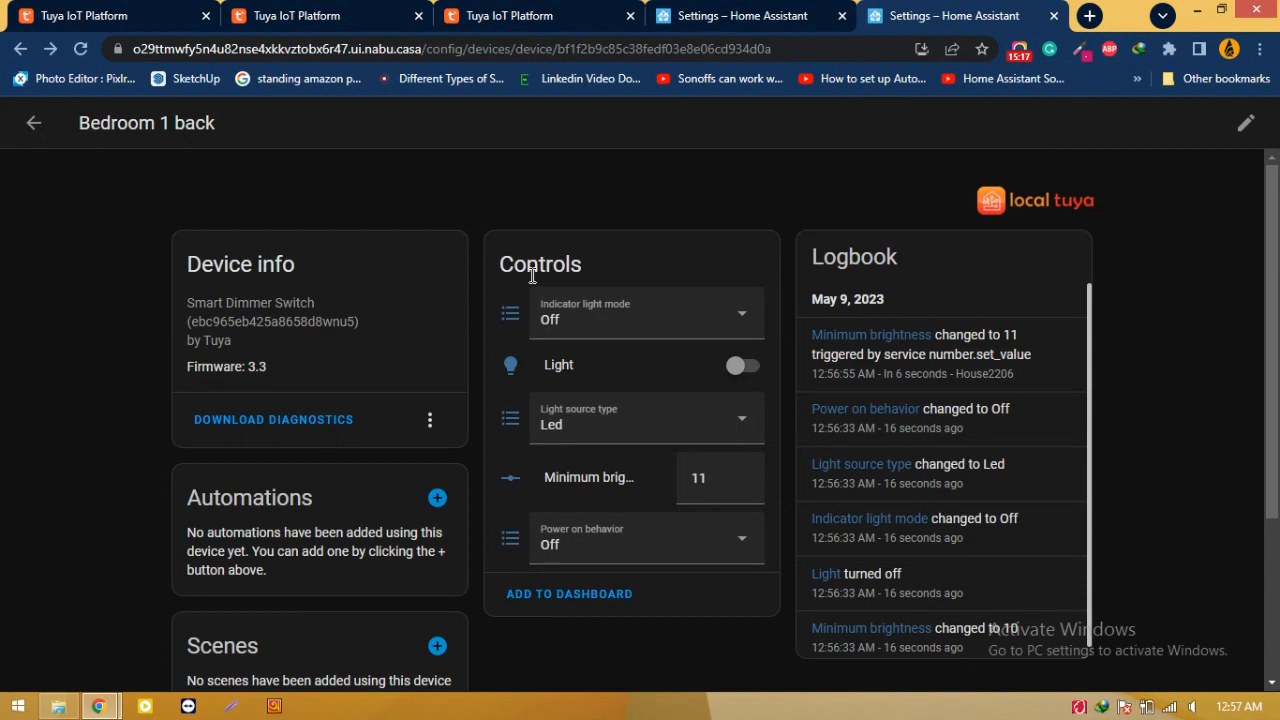 Tuya IoT Platform
Tuya IoT Platform
Tuya IoT Platform
Settings – Home Assistant
Settings – Home Assistant
o29ttmwfy5n4u82nse4xkkvztobx6r47.ui.nabu.casa/config/devices/device/bf1f2b9c85c38fed03e8e06cd934d0a
15:17
ABP
Photo Editor : Pixlr...
SketchUp
standing amazon p...
Different Types of S...
Linkedin Video Do...
Sonoffs can work w...
How to set up Auto...
Home Assistant So...
»
Other bookmarks
Bedroom 1 back
local tuya
Device info
Smart Dimmer Switch
(ebc965eb425a8658d8wnu5)
by Tuya
Firmware: 3.3
DOWNLOAD DIAGNOSTICS
Automations
No automations have been added using this
device yet. You can add one by clicking the +
button above.
Scenes
No scenes have been added using this device
Controls
Indicator light mode
Off
Light
Light source type
Led
Minimum brig...
11
Power on behavior
Off
ADD TO DASHBOARD
Logbook
May 9, 2023
Minimum brightness changed to 11
triggered by service number.set_value
12:56:55 AM - In 6 seconds - House2206
Power on behavior changed to Off
12:56:33 AM - 16 seconds ago
Light source type changed to Led
12:56:33 AM - 16 seconds ago
Indicator light mode changed to Off
12:56:33 AM - 16 seconds ago
Light turned off
12:56:33 AM - 16 seconds ago
Minimum brightness changed to 10
12:56:33 AM - 16 seconds ago
Activate Windows
Go to PC settings to activate Windows.
12:57 AM